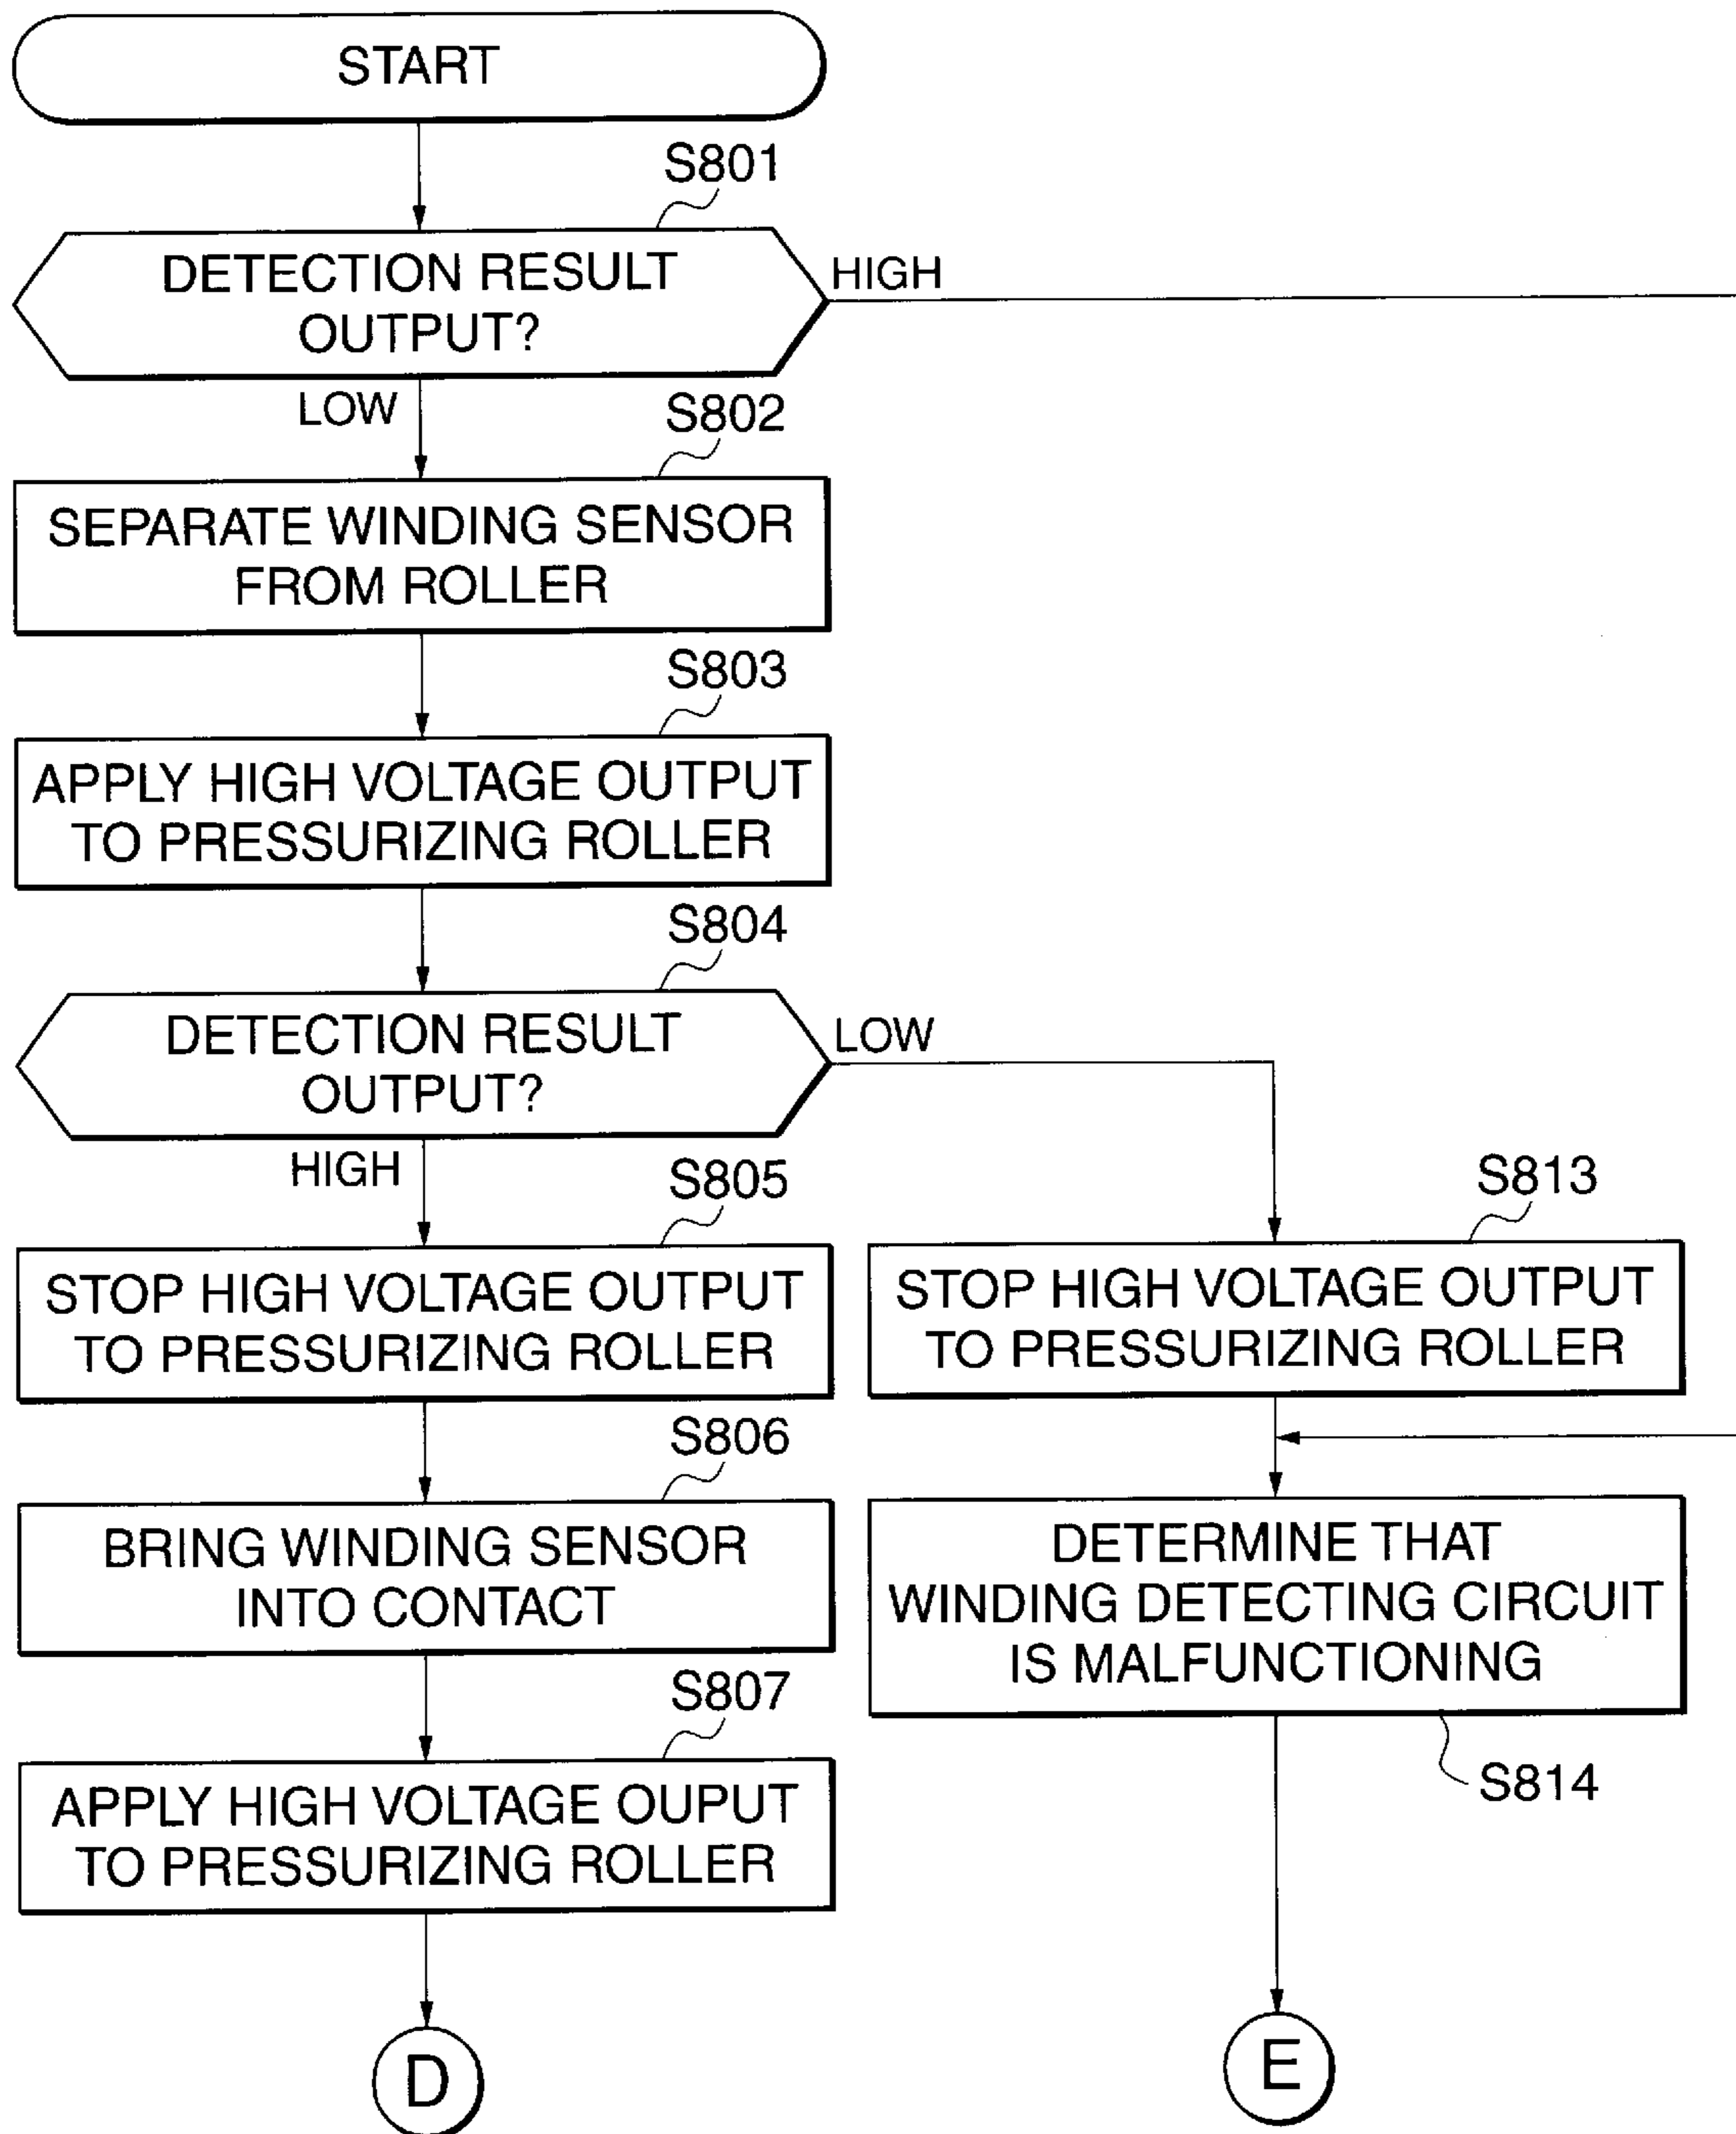 START
S801
DETECTION RESULT
OUTPUT?
HIGH
LOW
S802
SEPARATE WINDING SENSOR
FROM ROLLER
S803
APPLY HIGH VOLTAGE OUTPUT
TO PRESSURIZING ROLLER
S804
DETECTION RESULT
OUTPUT?
LOW
HIGH
S805
STOP HIGH VOLTAGE OUTPUT
TO PRESSURIZING ROLLER
S813
STOP HIGH VOLTAGE OUTPUT
TO PRESSURIZING ROLLER
S806
BRING WINDING SENSOR
INTO CONTACT
DETERMINE THAT
WINDING DETECTING CIRCUIT
IS MALFUNCTIONING
S814
S807
APPLY HIGH VOLTAGE OUPUT
TO PRESSURIZING ROLLER
D
E